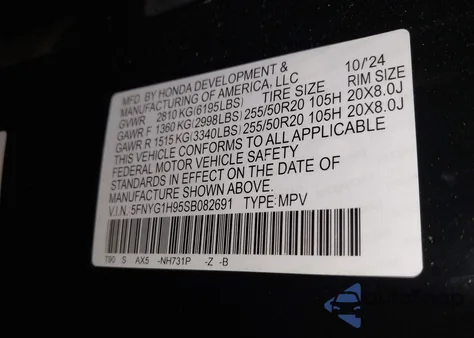 MFD. BY HONDA DEVELOPMENT & 10/'24
MANUFACTURING OF AMERICA, LLC
GVWR 2810 KG(6195LBS) TIRE SIZE RIM SIZE
GAWR F 1360 KG(2998LBS) 255/50R20 105H 20X8.0J
GAWR R 1515 KG(3340LBS) 255/50R20 105H 20X8.0J
THIS VEHICLE CONFORMS TO ALL APPLICABLE
FEDERAL MOTOR VEHICLE SAFETY
STANDARDS IN EFFECT ON THE DATE OF
MANUFACTURE SHOWN ABOVE.
V.I.N.:5FNYG1H95SB082691 TYPE:MPV
T90 S AX5 -NH731P -Z -B